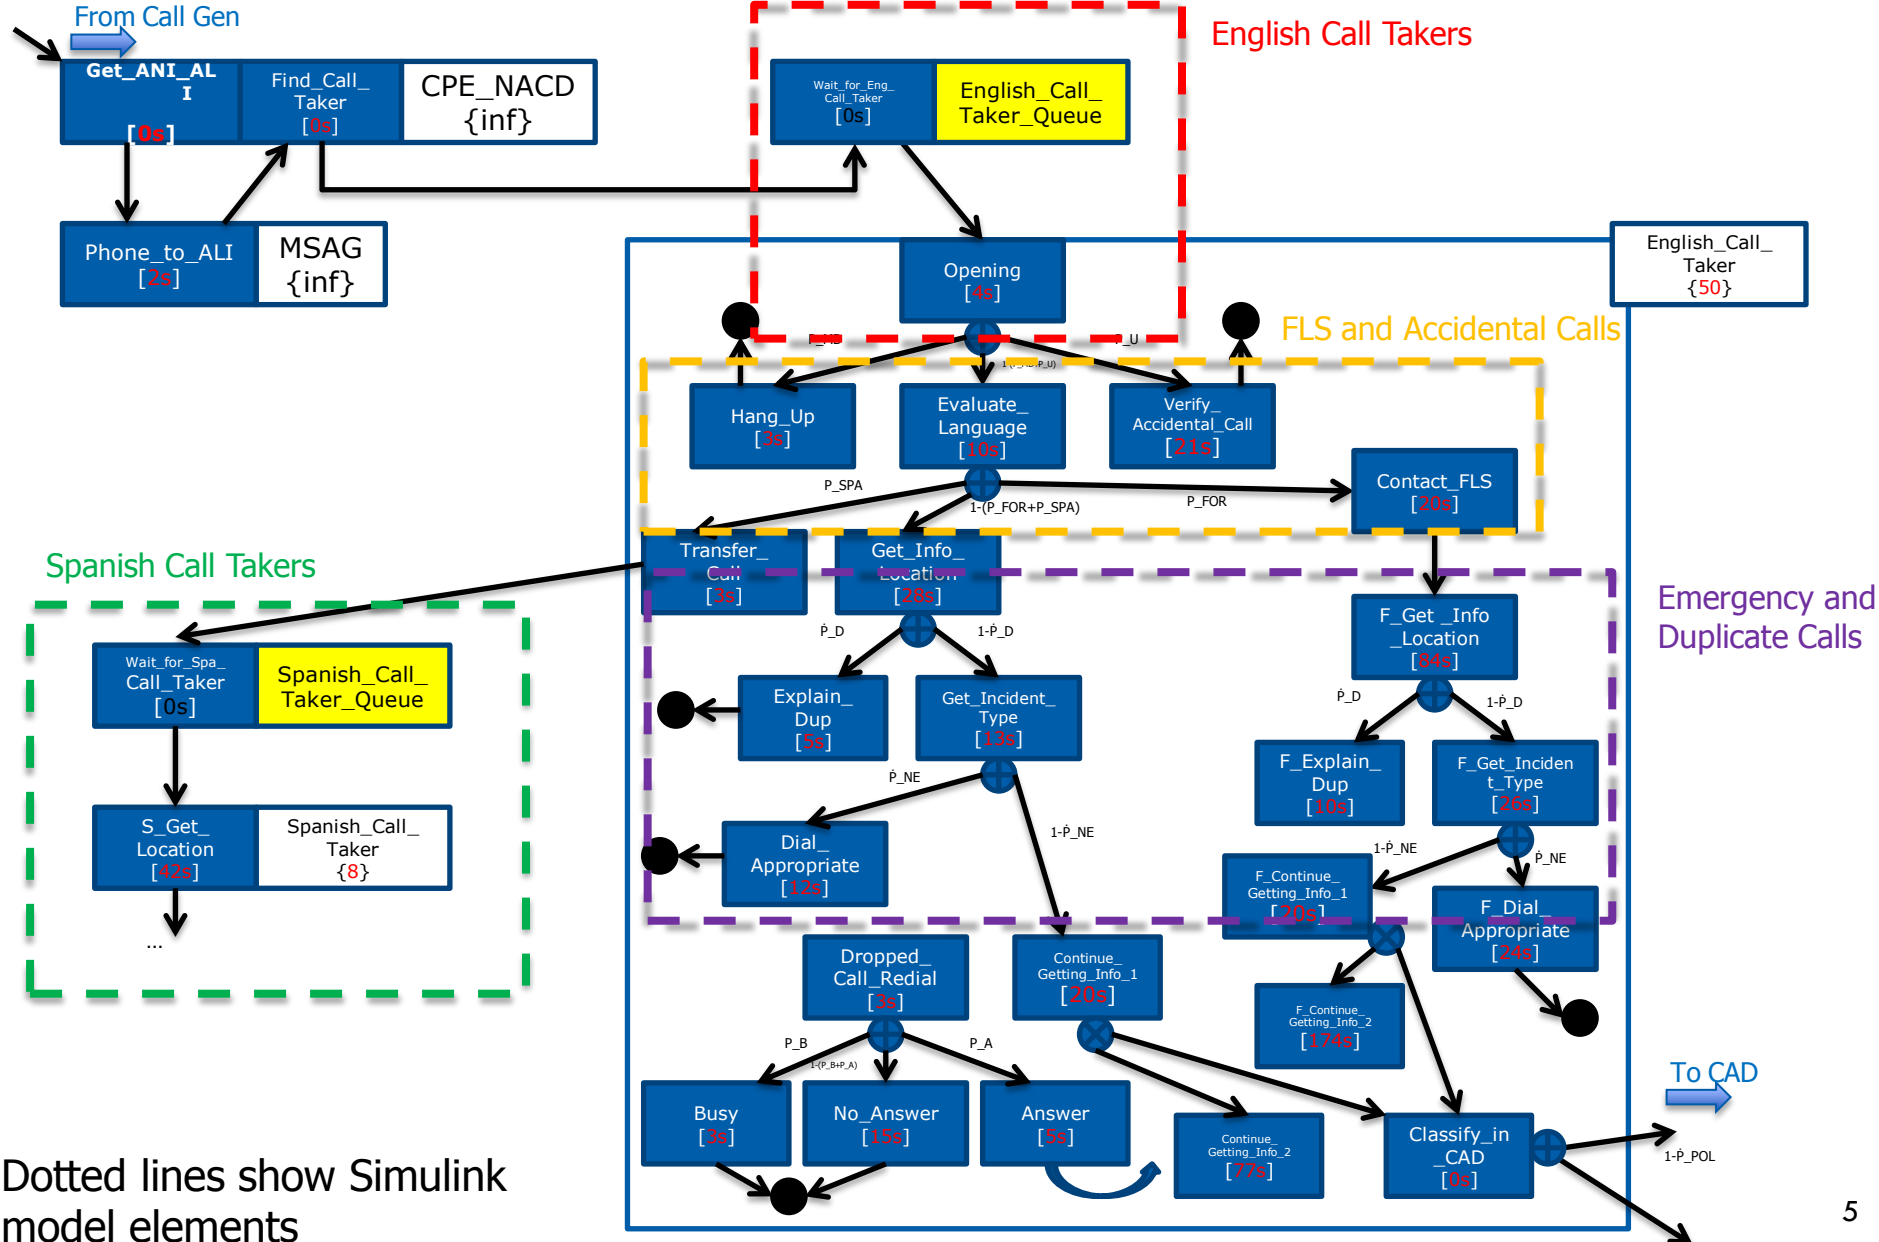 From Call Gen
Get_ANI_AL
I
[0s]
Find_Call_
Taker
[0s]
CPE_NACD
{inf}
Phone_to_ALI
[2s]
MSAG
{inf}
Wait_for_Eng_
Call_Taker
[0s]
English_Call_
Taker_Queue
English Call Takers
English_Call_
Taker
{50}
Opening
[4s]
P_MD
1-(P_MD+P_U)
P_U
FLS and Accidental Calls
Hang_Up
[3s]
Evaluate_
Language
[10s]
Verify_
Accidental_Call
[21s]
Contact_FLS
[20s]
P_SPA
1-(P_FOR+P_SPA)
P_FOR
Transfer_
Call
[3s]
Get_Info_
Location
[28s]
Spanish Call Takers
Wait_for_Spa_
Call_Taker
[0s]
Spanish_Call_
Taker_Queue
S_Get_
Location
[42s]
Spanish_Call_
Taker
{8}
...
Emergency and
Duplicate Calls
Ṗ_D
1-Ṗ_D
F_Get _Info
_Location
[84s]
Explain_
Dup
[5s]
Get_Incident_
Type
[13s]
Ṗ_D
1-Ṗ_D
F_Explain_
Dup
[10s]
F_Get_Inciden
t_Type
[26s]
Ṗ_NE
1-Ṗ_NE
Dial_
Appropriate
[12s]
1-Ṗ_NE
Ṗ_NE
F_Continue_
Getting_Info_1
[20s]
F_Dial_
Appropriate
[24s]
Dropped_
Call_Redial
[3s]
Continue_
Getting_Info_1
[20s]
F_Continue_
Getting_Info_2
[174s]
P_B
1-(P_B+P_A)
P_A
Busy
[3s]
No_Answer
[15s]
Answer
[5s]
Continue_
Getting_Info_2
[77s]
Classify_in
_CAD
[0s]
To CAD
1-Ṗ_POL
Dotted lines show Simulink
model elements
5